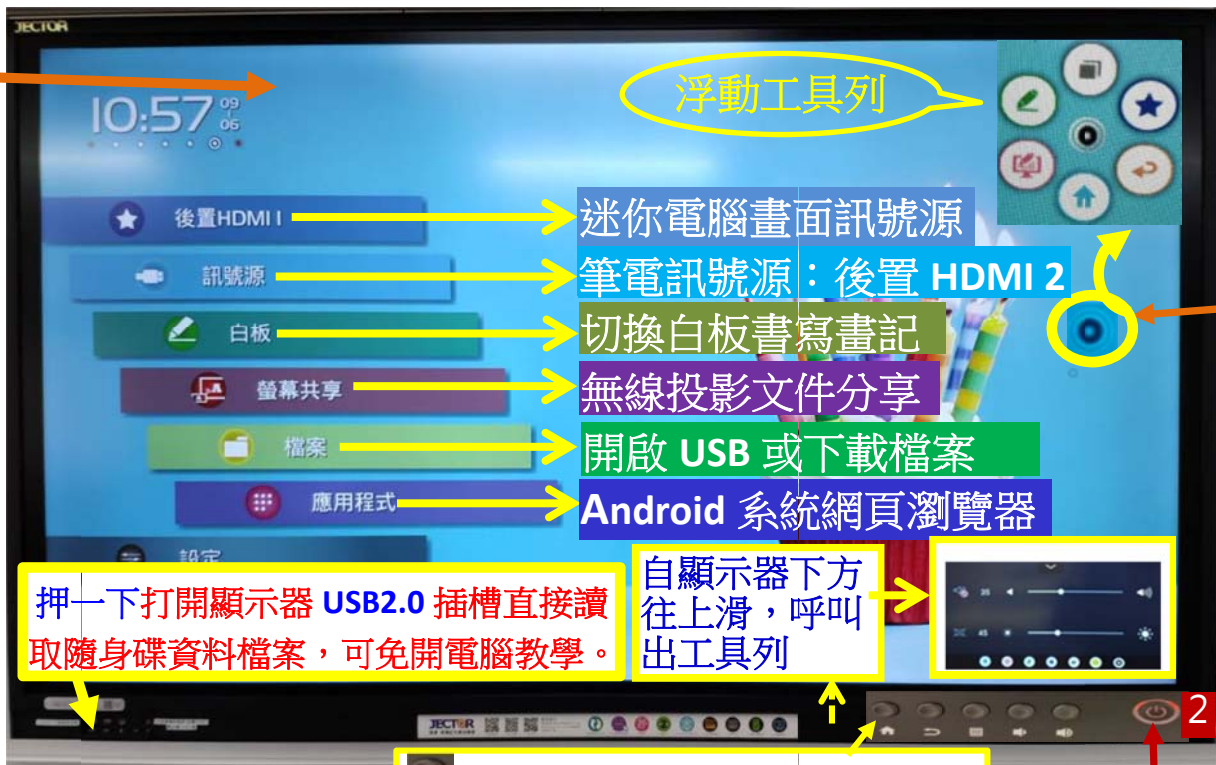 JECTOR
10:57 09 06
浮動工具列
後置HDMI 1
迷你電腦畫面訊號源
訊號源
筆電訊號源：後置 HDMI 2
白板
切換白板書寫畫記
螢幕共享
無線投影文件分享
檔案
開啟 USB 或下載檔案
應用程式
Android 系統網頁瀏覽器
設定
押一下打開顯示器 USB2.0 插槽直接讀
取隨身碟資料檔案，可免開電腦教學。
自顯示器下方
往上滑，呼叫
出工具列
35
45
JECTOR
2